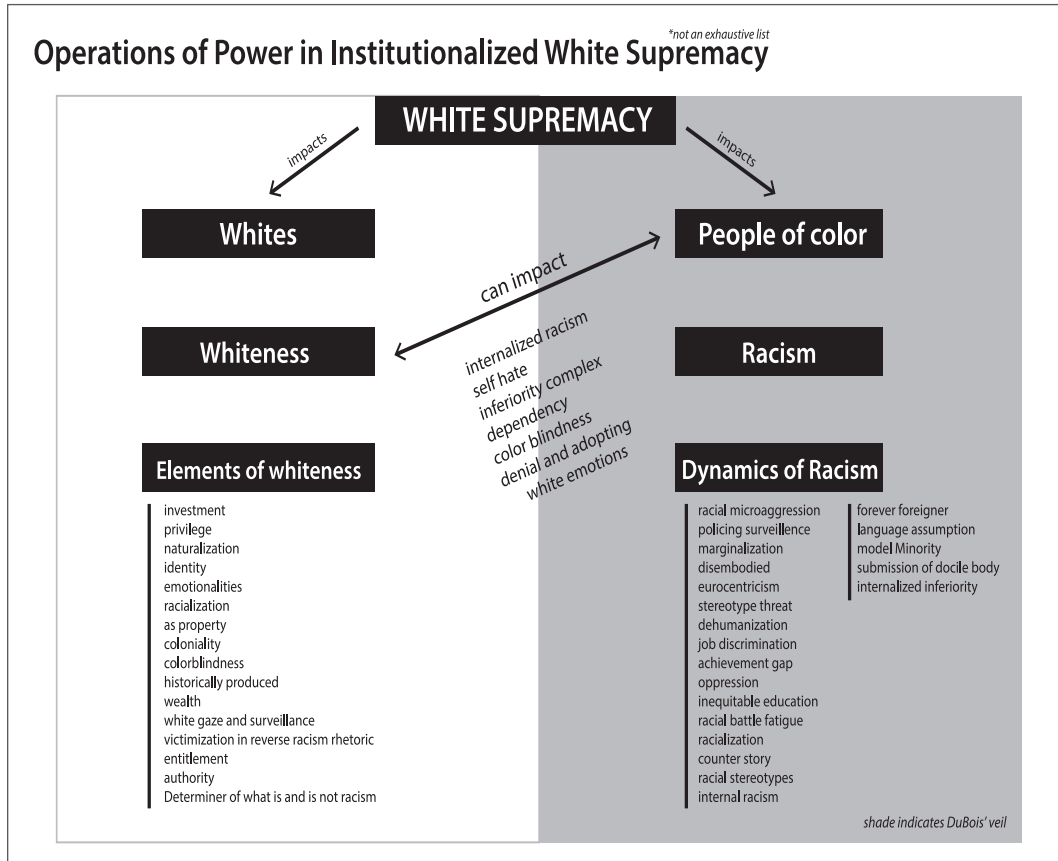 *not an exhaustive list
Operations of Power in Institutionalized White Supremacy
WHITE SUPREMACY
impacts
impacts
Whites
People of color
can impact
Whiteness
Racism
internalized racism
self hate
inferiority complex
dependency
color blindness
denial and adopting
white emotions
Elements of whiteness
investment
privilege
naturalization
identity
emotionalities
racialization
as property
coloniality
colorblindness
historically produced
wealth
white gaze and surveillance
victimization in reverse racism rhetoric
entitlement
authority
Determiner of what is and is not racism
Dynamics of Racism
racial microaggression
policing surveillence
marginalization
disembodied
eurocentricism
stereotype threat
dehumanization
job discrimination
achievement gap
oppression
inequitable education
racial battle fatigue
racialization
counter story
racial stereotypes
internal racism
forever foreigner
language assumption
model Minority
submission of docile body
internalized inferiority
shade indicates DuBois' veil